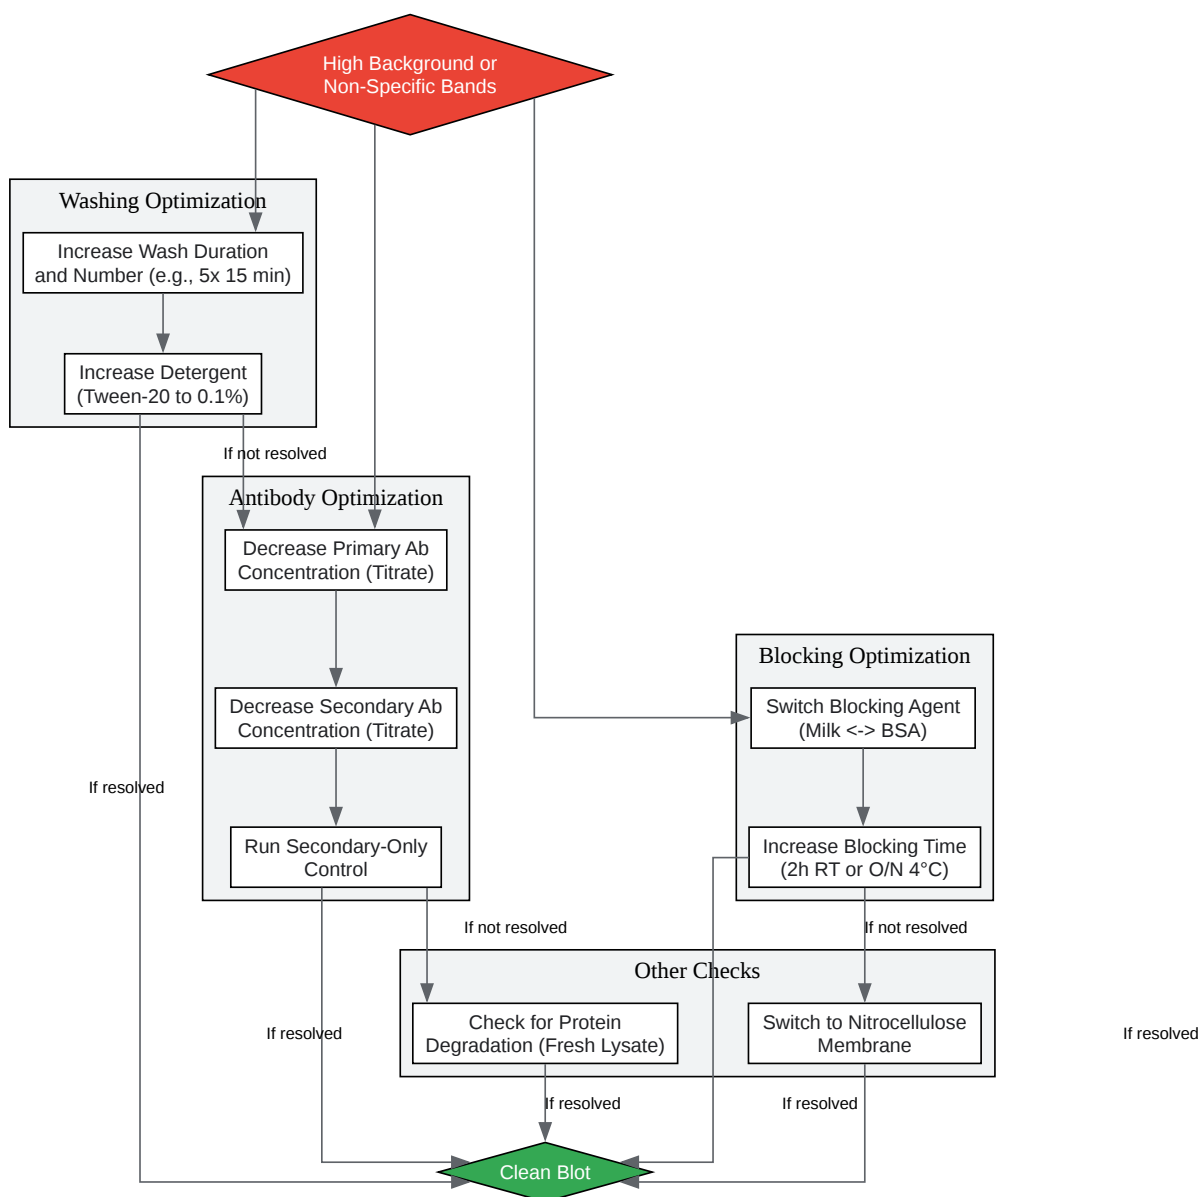 High Background or
Non-Specific Bands
Washing Optimization
Increase Wash Duration
and Number (e.g., 5x 15 min)
Increase Detergent
(Tween-20 to 0.1%)
If not resolved
Antibody Optimization
Decrease Primary Ab
Concentration (Titrate)
Blocking Optimization
Decrease Secondary Ab
Concentration (Titrate)
Switch Blocking Agent
(Milk <-> BSA)
If resolved
Run Secondary-Only
Control
Increase Blocking Time
(2h RT or O/N 4°C)
If not resolved
If not resolved
Other Checks
Check for Protein
Degradation (Fresh Lysate)
Switch to Nitrocellulose
Membrane
If resolved
If resolved
If resolved
If resolved
Clean Blot